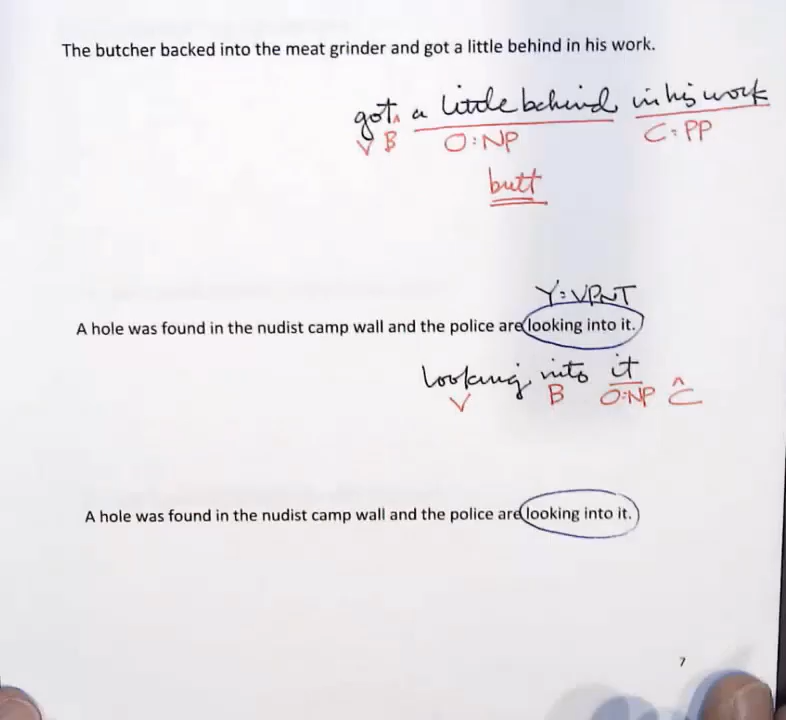 The butcher backed into the meat grinder and got a little behind in his work.
got ^ a little behind in his work
V B O:NP C:PP
butt
Y:VPNT
A hole was found in the nudist camp wall and the police are looking into it.
looking into it
V B O:NP Ĉ
A hole was found in the nudist camp wall and the police are looking into it.
7